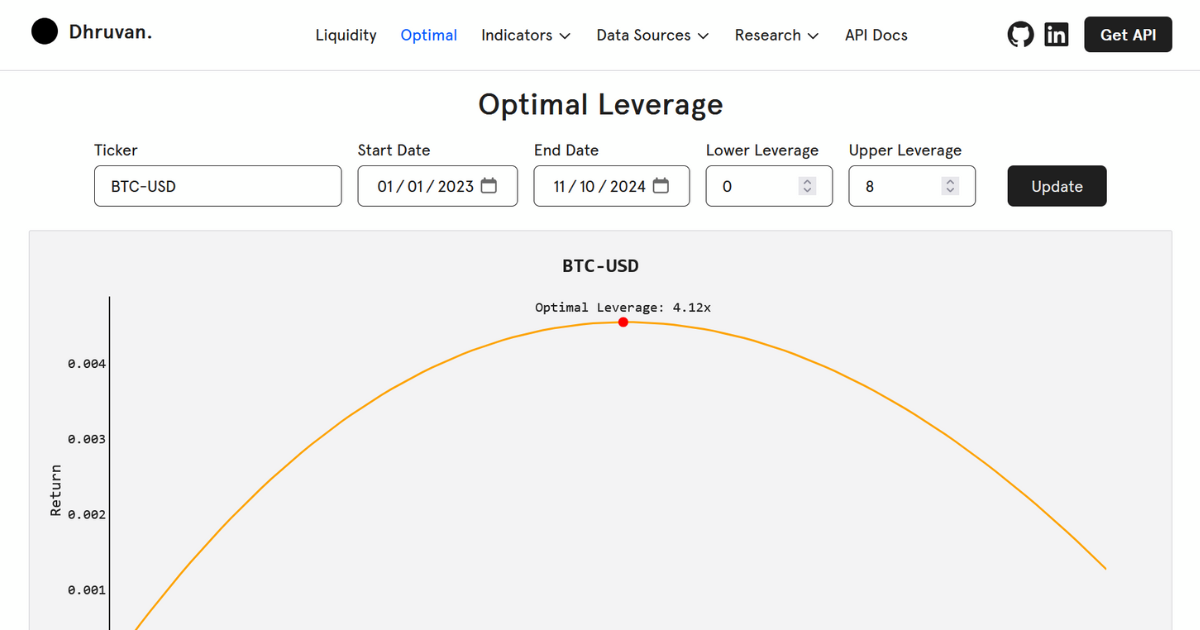 Dhruvan.
Liquidity Optimal Indicators Data Sources Research API Docs
Get API
Optimal Leverage
Ticker Start Date End Date Lower Leverage Upper Leverage
BTC-USD 01/01/2023 11/10/2024 0 8 Update
BTC-USD
Optimal Leverage: 4.12x
0.004
0.003
Return
0.002
0.001
in